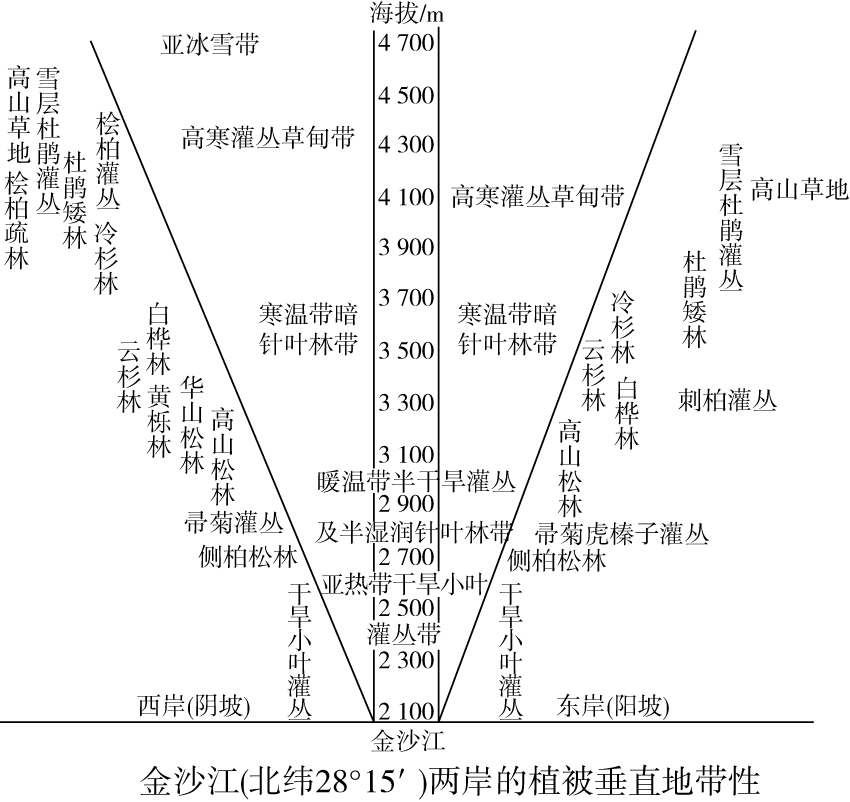 海拔/m
4 700
4 500
4 300
4 100
3 900
3 700
3 500
3 300
3 100
2 900
2 700
2 500
2 300
2 100
金沙江
亚冰雪带
高寒灌丛草甸带
寒温带暗
针叶林带
高寒灌丛草甸带
寒温带暗
针叶林带
暖温带半干旱灌丛
及半湿润针叶林带
亚热带干旱小叶
灌丛带
高山草地
桧柏疏林
雪层杜鹃灌丛
杜鹃矮林
桧柏灌丛
冷杉林
云杉林
白桦林
黄栎林
华山松林
高山松林
帚菊灌丛
侧柏松林
干旱小叶灌丛
西岸(阴坡)
高山草地
雪层杜鹃灌丛
杜鹃矮林
冷杉林
云杉林
白桦林
刺柏灌丛
高山松林
帚菊虎榛子灌丛
侧柏松林
干旱小叶灌丛
东岸(阳坡)
金沙江(北纬28°15′ )两岸的植被垂直地带性